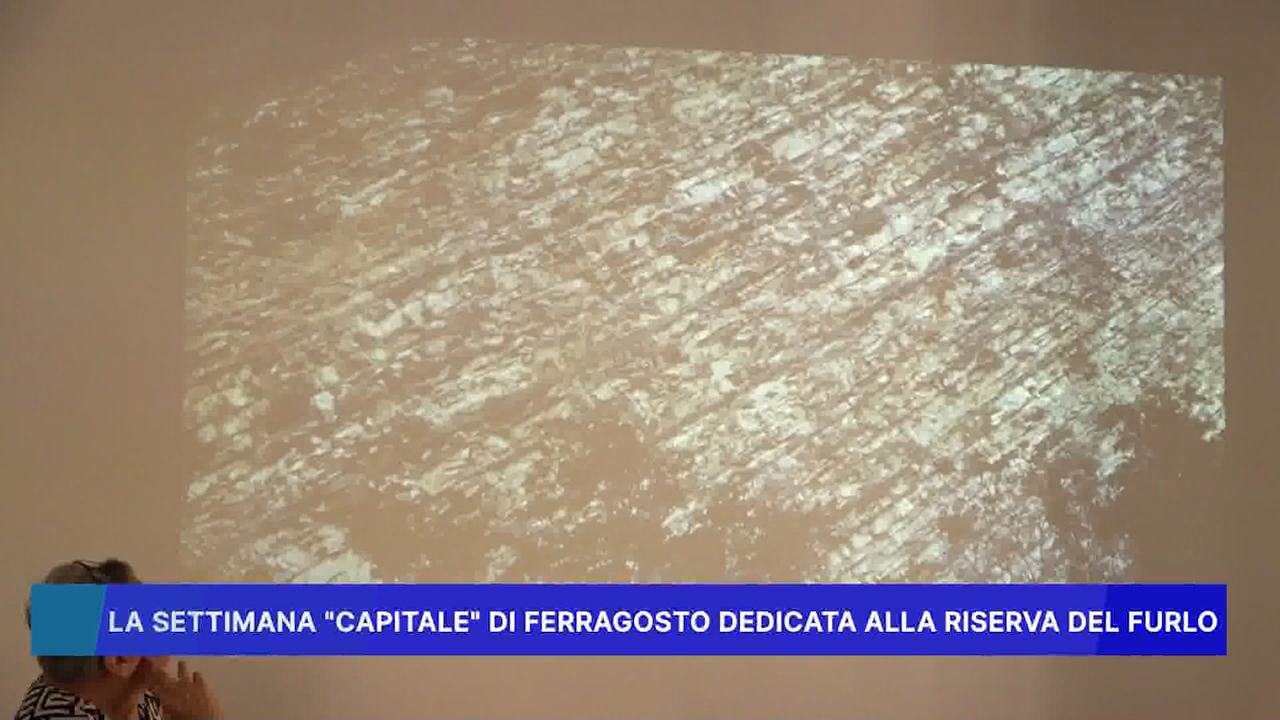 LA SETTIMANA "CAPITALE" DI FERRAGOSTO DEDICATA ALLA RISERVA DEL FURLO